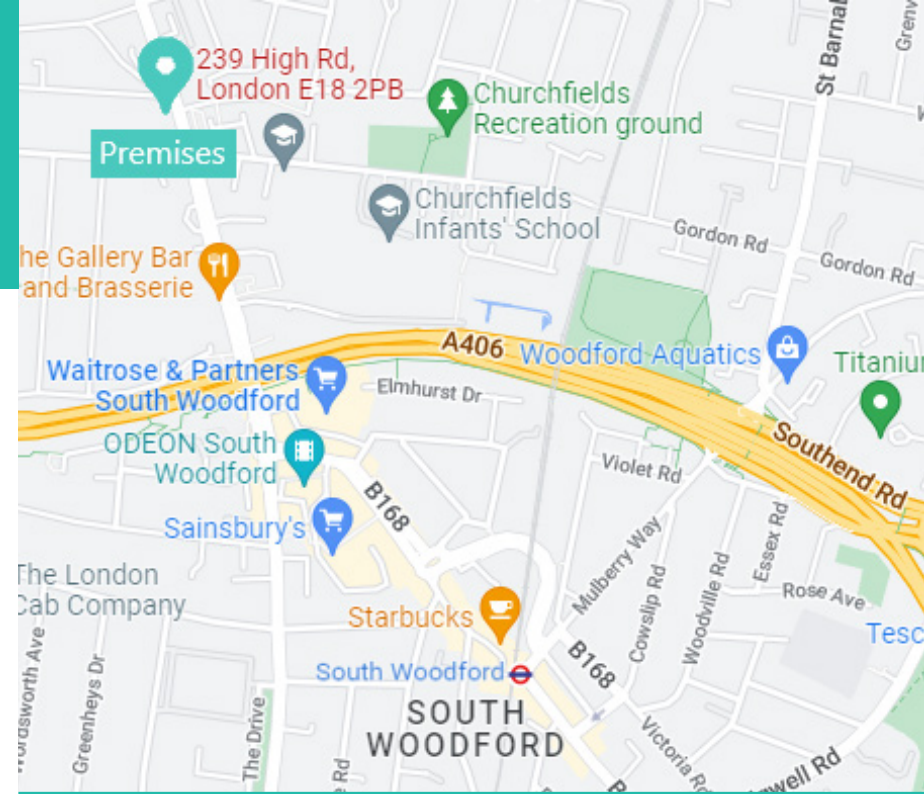 239 High Rd,
London E18 2PB
Premises
Churchfields
Recreation ground
St Barnab
Grenv
Churchfields
Infants' School
Gordon Rd
Gordon Rd
he Gallery Bar
and Brasserie
A406
Woodford Aquatics
Titaniur
Waitrose & Partners
South Woodford
Elmhurst Dr
ODEON South
Woodford
Southend Rd
Violet Rd
B168
Sainsbury's
Essex Rd
Mulberry Way
The London
Cab Company
Cowslip Rd
Woodville Rd
Rose Ave
Starbucks
Tesc
B168
South Woodford
SOUTH
WOODFORD
Wordsworth Ave
Greenheys Dr
The Drive
Rd
Victoria Rd
well Rd